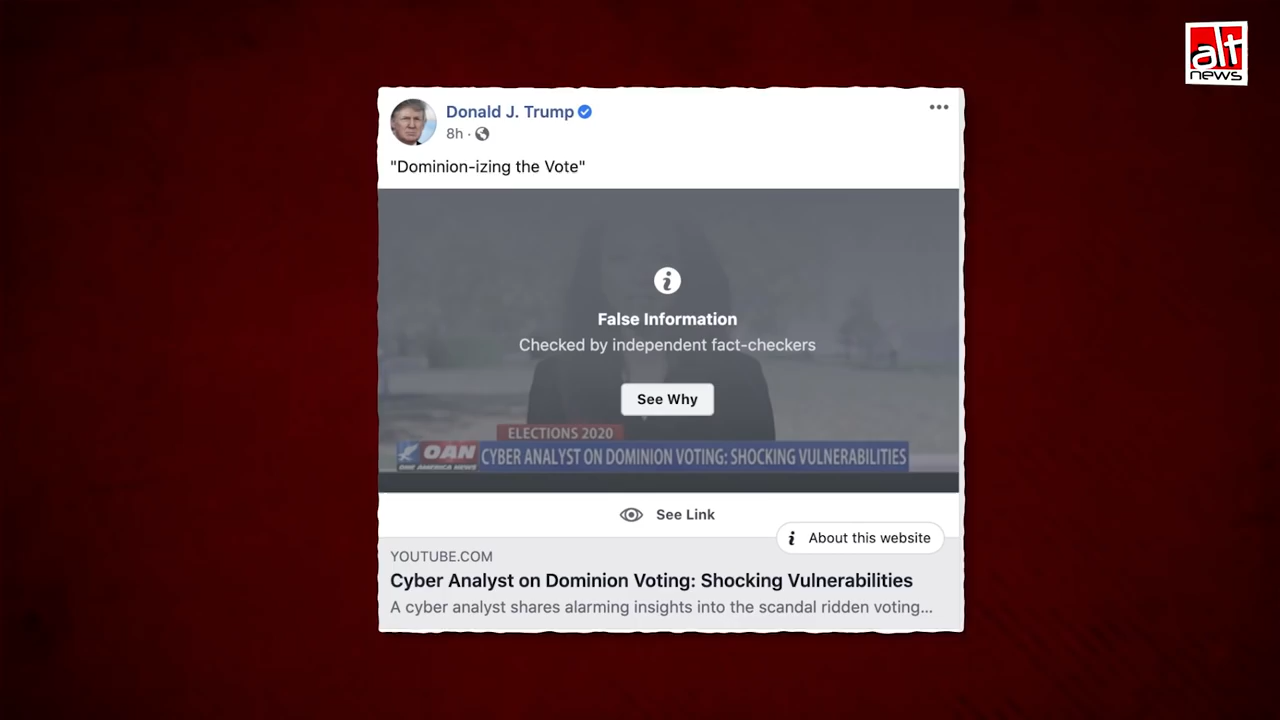 alt
news
Donald J. Trump
8h ·
"Dominion-izing the Vote"
False Information
Checked by independent fact-checkers
See Why
ELECTIONS 2020
OAN
ONE AMERICA NEWS
CYBER ANALYST ON DOMINION VOTING: SHOCKING VULNERABILITIES
See Link
About this website
YOUTUBE.COM
Cyber Analyst on Dominion Voting: Shocking Vulnerabilities
A cyber analyst shares alarming insights into the scandal ridden voting...